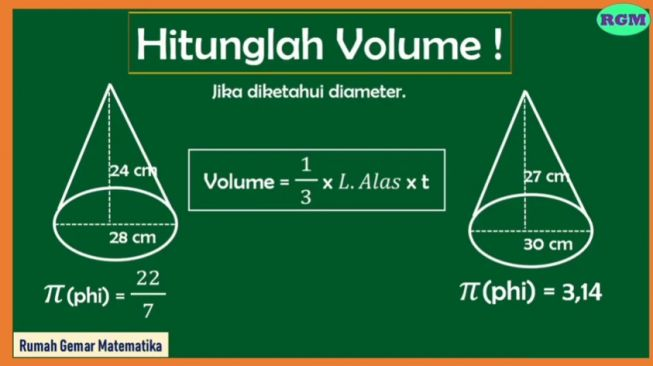 RGM
Hitunglah Volume !
Jika diketahui diameter.
24 cm
28 cm
π (phi) = 22/7
Volume = 1/3 x L. Alas x t
27 cm
30 cm
π (phi) = 3,14
Rumah Gemar Matematika